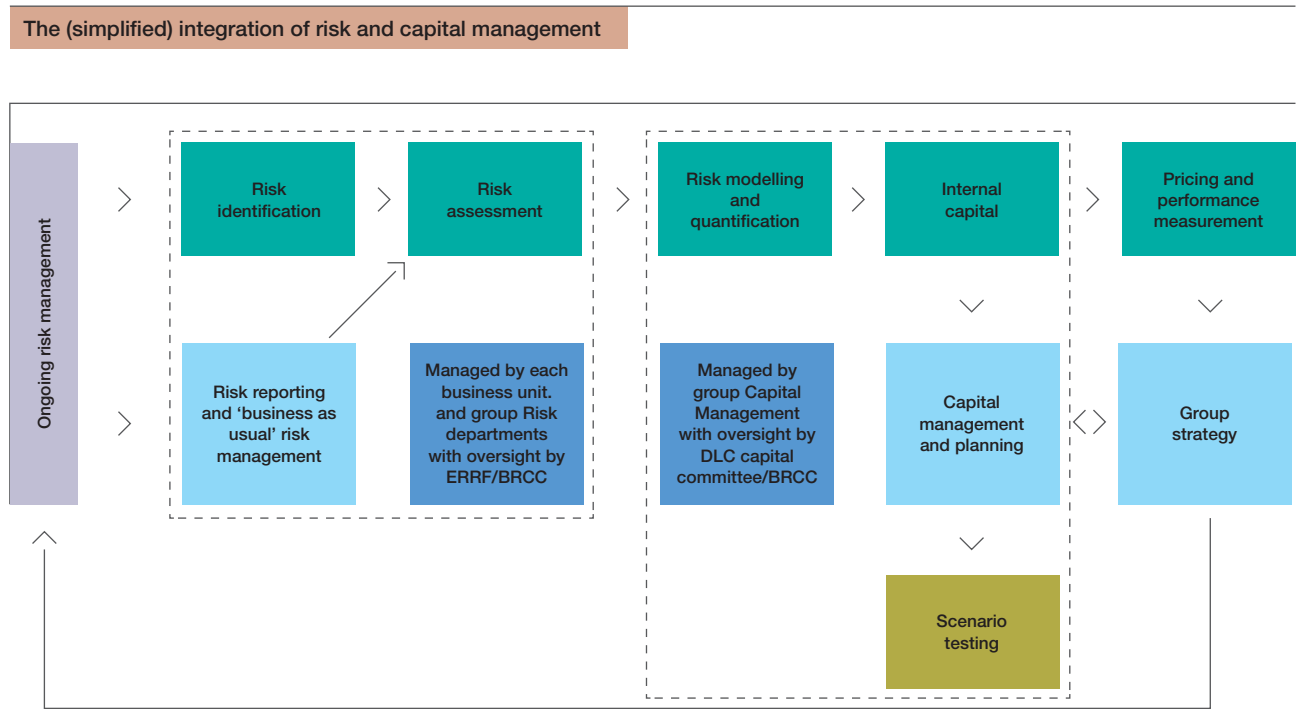 The (simplified) integration of risk and capital management
Ongoing risk management
Risk
identification
Risk
assessment
Risk modelling
and
quantification
Internal
capital
Pricing and
performance
measurement
Risk reporting
and ‘business as
usual’ risk
management
Managed by each
business unit.
and group Risk
departments
with oversight by
ERRF/BRCC
Managed by
group Capital
Management
with oversight by
DLC capital
committee/BRCC
Capital
management
and planning
Group
strategy
Scenario
testing